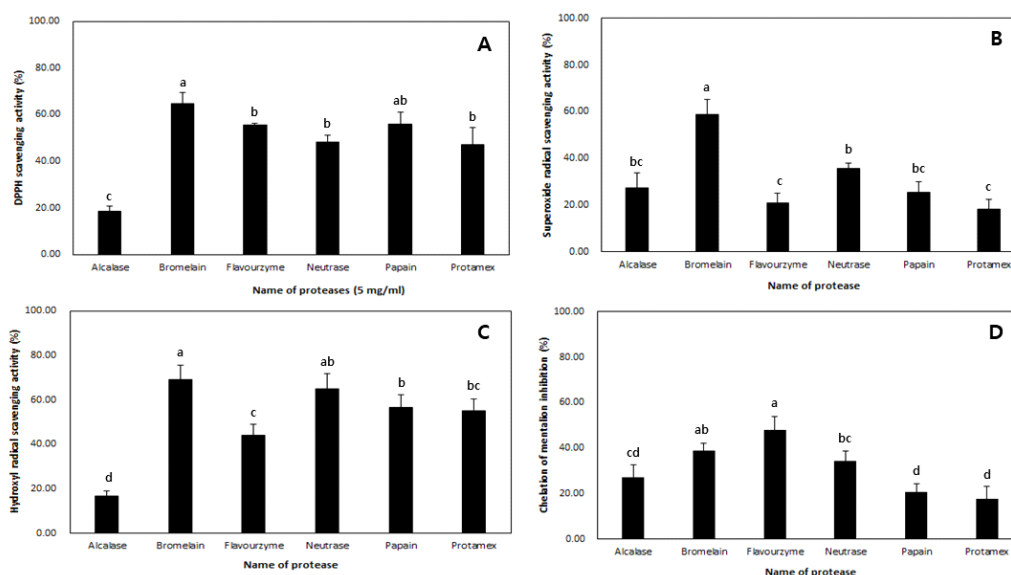 A
DPPH scavenging activity (%)
100.00
80.00
60.00
40.00
20.00
0.00
c
a
b
b
ab
b
Alcalase Bromelain Flavourzyme Neutrase Papain Protamex
Name of proteases (5 mg/ml)
B
Superoxide radical scavenging activity (%)
100.00
80.00
60.00
40.00
20.00
0.00
bc
a
c
b
bc
c
Alcalase Bromelain Flavourzyme Neutrase Papain Protamex
Name of protease
C
Hydroxyl radical scavenging activity (%)
100.00
80.00
60.00
40.00
20.00
0.00
d
a
c
ab
b
bc
Alcalase Bromelain Flavourzyme Neutrase Papain Protamex
Name of protease
D
Chelation of mentalion inhibition (%)
100.00
80.00
60.00
40.00
20.00
0.00
cd
ab
a
bc
d
d
Alcalase Bromelain Flavourzyme Neutrase Papain Protamex
Name of protease